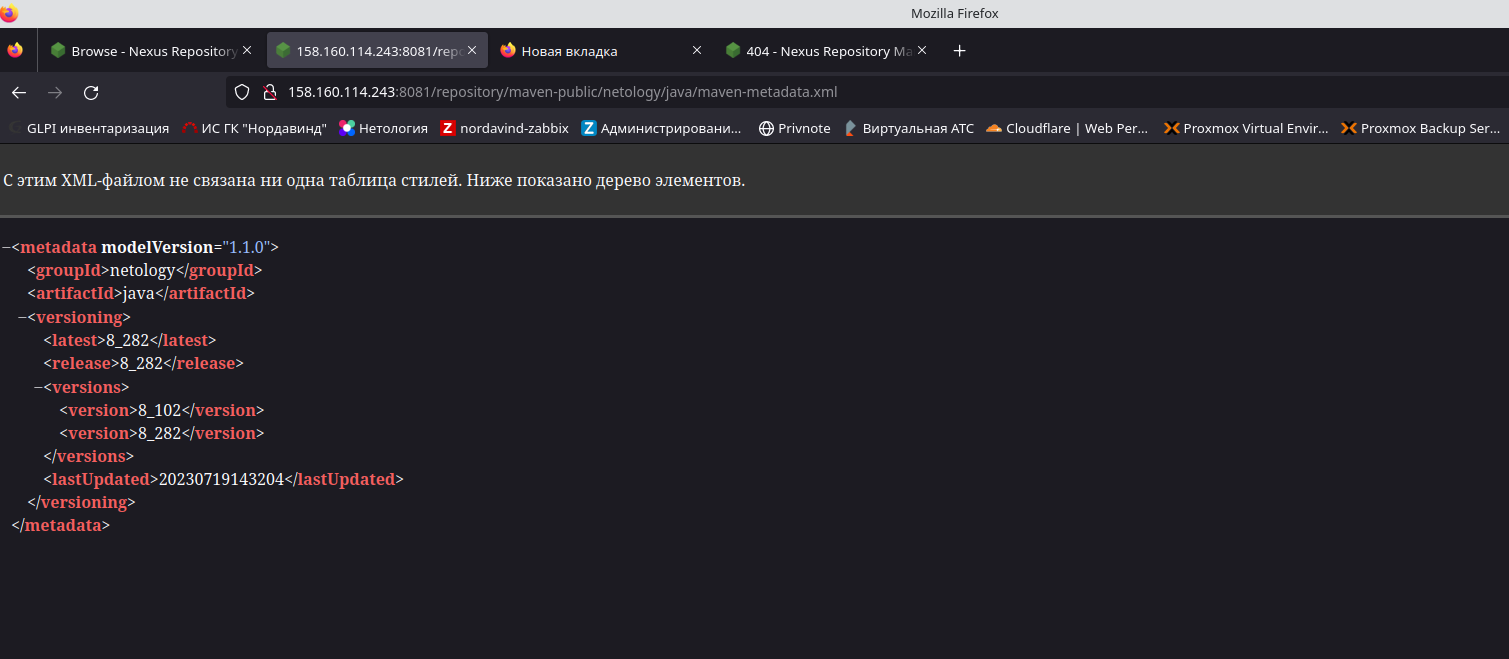 Mozilla Firefox
Browse - Nexus Repository
158.160.114.243:8081/repo
Новая вкладка
404 - Nexus Repository Ma
158.160.114.243:8081/repository/maven-public/netology/java/maven-metadata.xml
GLPI инвентаризация ИС ГК "Нордавинд" Нетология Z nordavind-zabbix Z Администрировани... Privnote Виртуальная АТС Cloudflare | Web Per... Proxmox Virtual Envir... Proxmox Backup Ser...
С этим XML-файлом не связана ни одна таблица стилей. Ниже показано дерево элементов.
−<metadata modelVersion="1.1.0">
<groupId>netology</groupId>
<artifactId>java</artifactId>
−<versioning>
<latest>8_282</latest>
<release>8_282</release>
−<versions>
<version>8_102</version>
<version>8_282</version>
</versions>
<lastUpdated>20230719143204</lastUpdated>
</versioning>
</metadata>